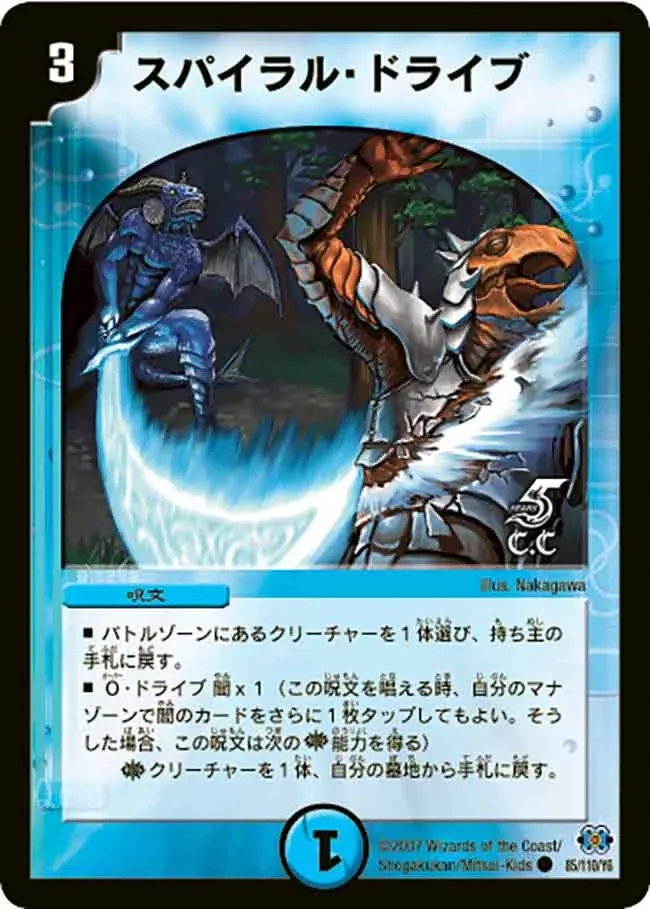 3
スパイラル・ドライブ
5
YEARS
C.C
illus. Nakagawa
呪文
■ バトルゾーンにあるクリーチャーを１体選び、持ち主の
手札に戻す。
■ O・ドライブ 闇 x 1（この呪文を唱える時、自分のマナ
ゾーンで闇のカードをさらに１枚タップしてもよい。そう
した場合、この呪文は次の能力を得る）
クリーチャーを１体、自分の墓地から手札に戻す。
1
©2007 Wizards of the Coast/
Shogakukan/Mitsui-Kids
85/110/Y6